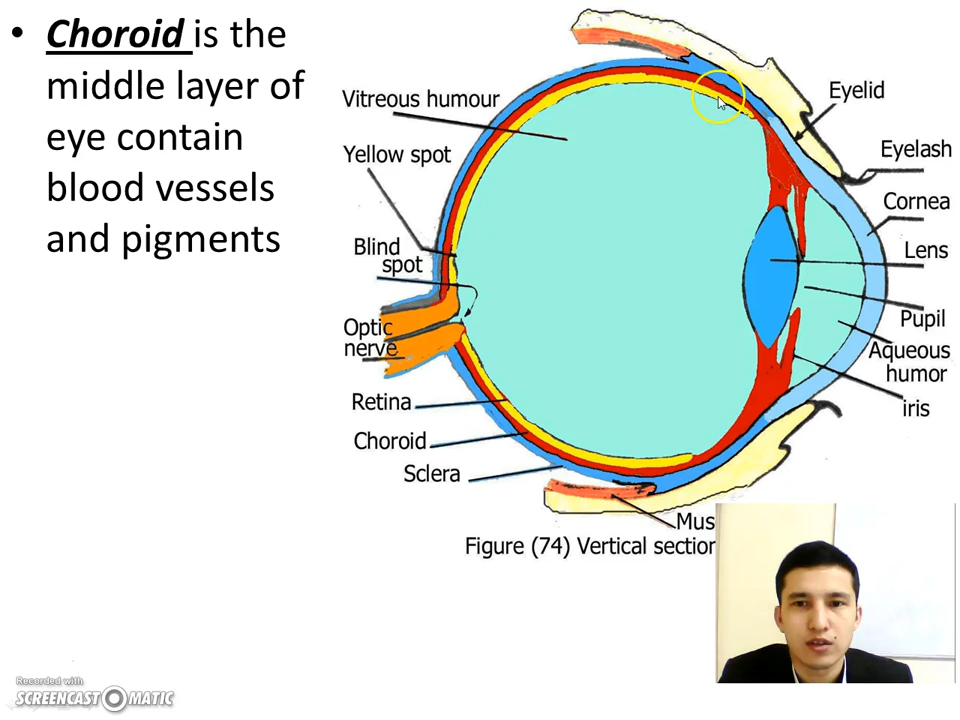 • Choroid is the
middle layer of
eye contain
blood vessels
and pigments
Vitreous humour
Yellow spot
Blind
spot
Optic
nerve
Retina
Choroid
Sclera
Eyelid
Eyelash
Cornea
Lens
Pupil
Aqueous
humor
iris
Mus
Figure (74) Vertical section
Recorded with
SCREENCAST-O-MATIC